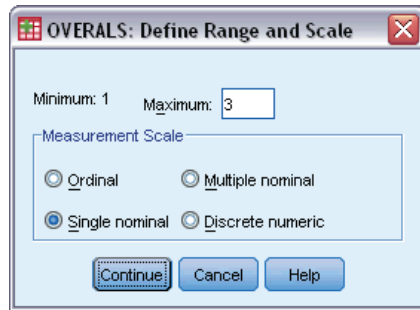 OVERALS: Define Range and Scale
Minimum: 1 Maximum: 3
Measurement Scale
Ordinal Multiple nominal
Single nominal Discrete numeric
Continue Cancel Help